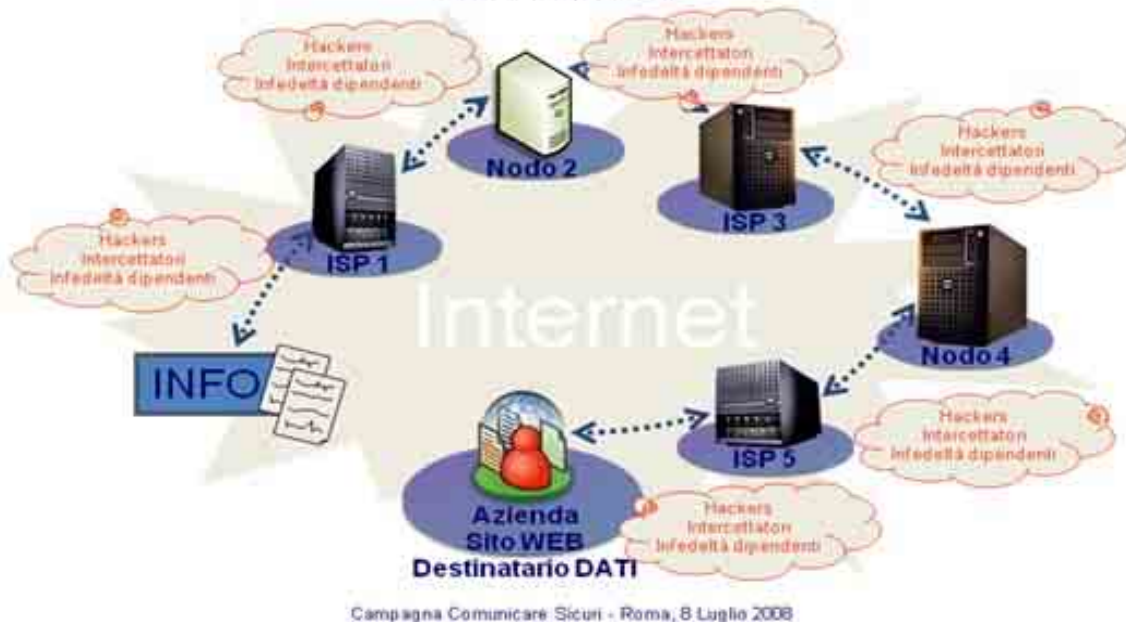 Hackers
Intercettatori
Infedeltà dipendenti
Hackers
Intercettatori
Infedeltà dipendenti
Nodo 2
Hackers
Intercettatori
Infedeltà dipendenti
ISP 3
Hackers
Intercettatori
Infedeltà dipendenti
ISP 1
Internet
Nodo 4
INFO
ISP 5
Hackers
Intercettatori
Infedeltà dipendenti
Azienda
Sito WEB
Destinatario DATI
Hackers
Intercettatori
Infedeltà dipendenti
Campagna Comunicare Sicuri - Roma, 8 Luglio 2008